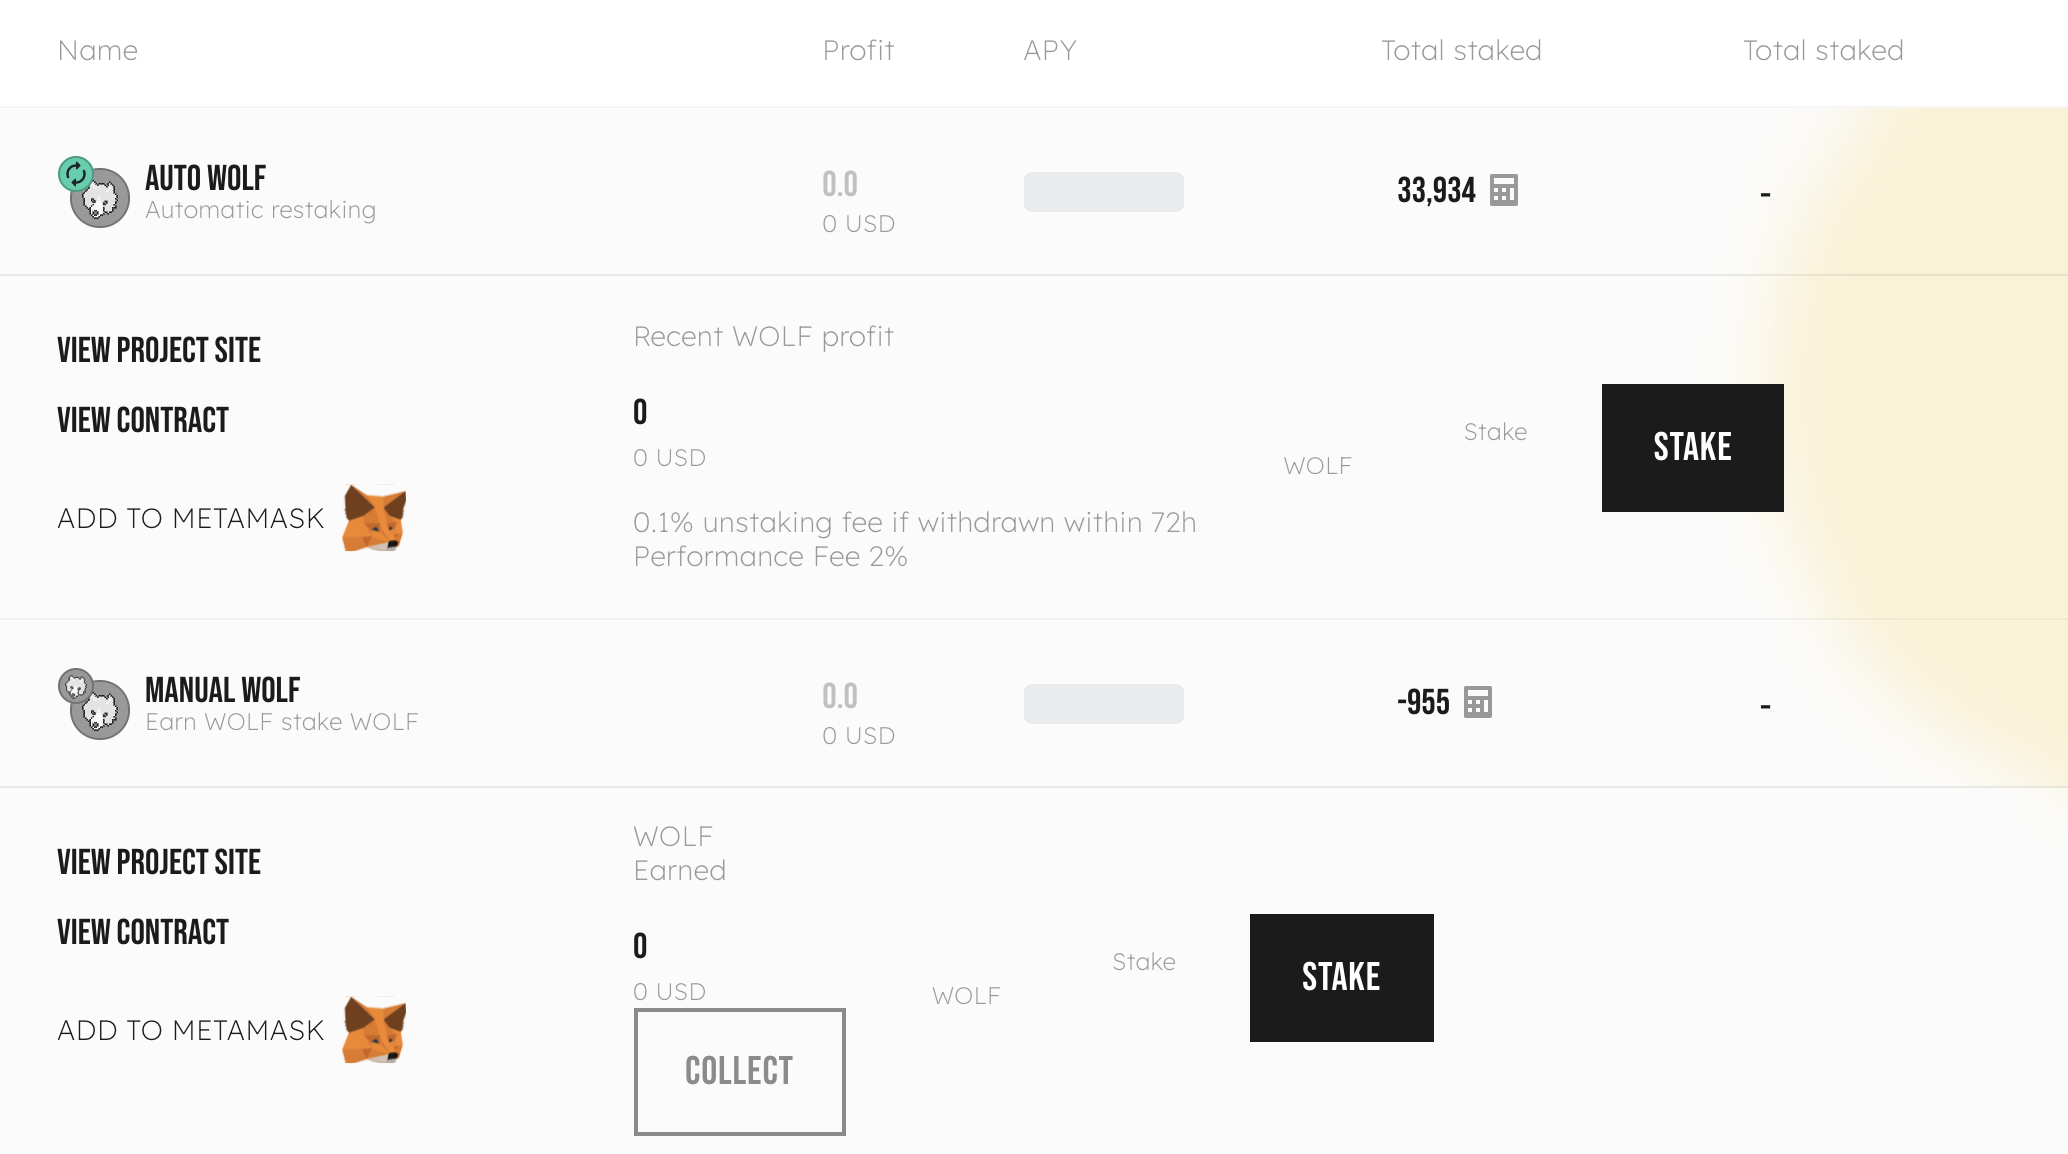 Name Profit APY Total staked Total staked
AUTO WOLF
Automatic restaking
0.0
0 USD
33,934
-
VIEW PROJECT SITE
VIEW CONTRACT
ADD TO METAMASK
Recent WOLF profit
0
0 USD
0.1% unstaking fee if withdrawn within 72h
Performance Fee 2%
Stake
WOLF
STAKE
MANUAL WOLF
Earn WOLF stake WOLF
0.0
0 USD
-955
-
VIEW PROJECT SITE
VIEW CONTRACT
ADD TO METAMASK
WOLF
Earned
0
0 USD
COLLECT
Stake
WOLF
STAKE